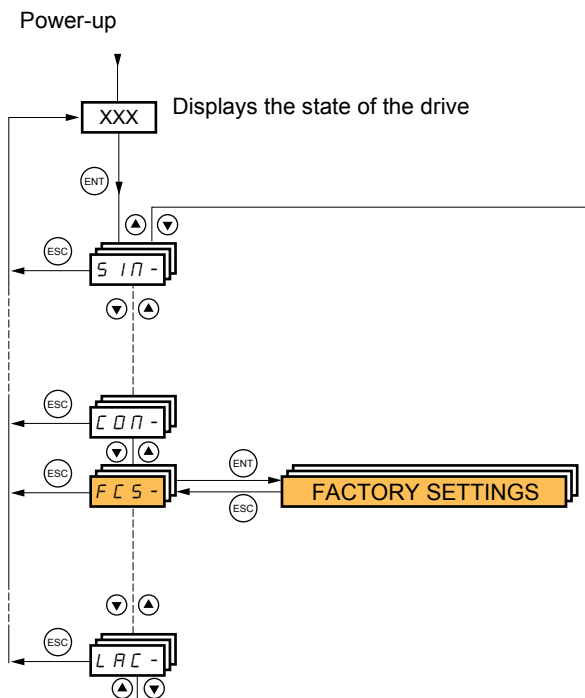 Power-up
XXX
Displays the state of the drive
ENT
ESC
SIM-
ESC
COM-
ESC
FCS-
ENT
FACTORY SETTINGS
ESC
ESC
LAC-